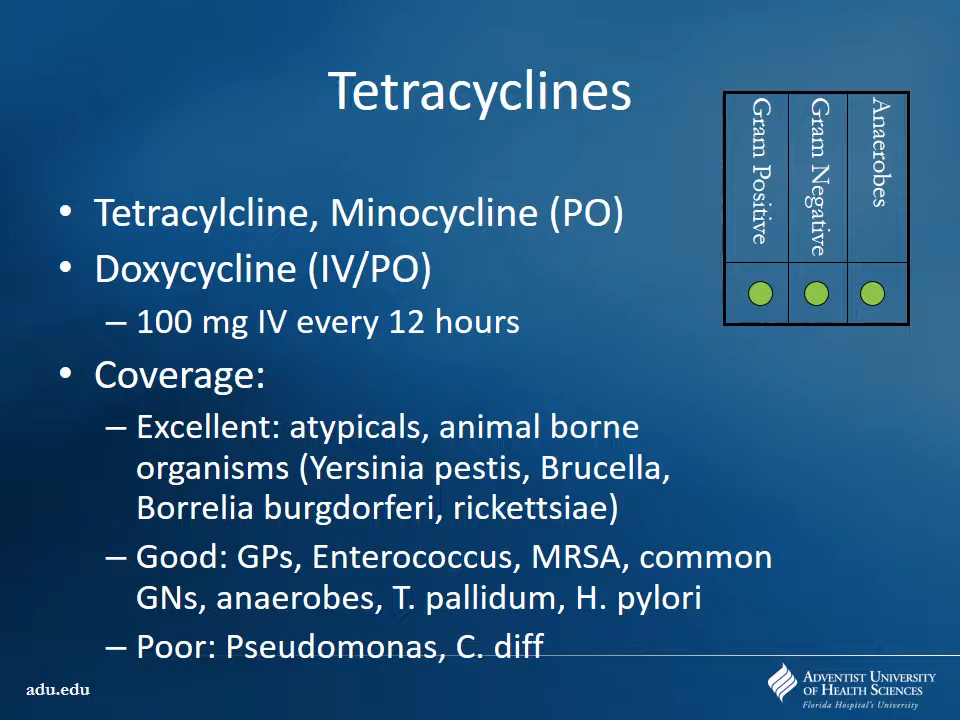 Tetracyclines
Gram Positive
Gram Negative
Anaerobes
• Tetracylcline, Minocycline (PO)
• Doxycycline (IV/PO)
– 100 mg IV every 12 hours
• Coverage:
– Excellent: atypicals, animal borne
organisms (Yersinia pestis, Brucella,
Borrelia burgdorferi, rickettsiae)
– Good: GPs, Enterococcus, MRSA, common
GNs, anaerobes, T. pallidum, H. pylori
– Poor: Pseudomonas, C. diff
adu.edu
Adventist University
of Health Sciences
Florida Hospital's University